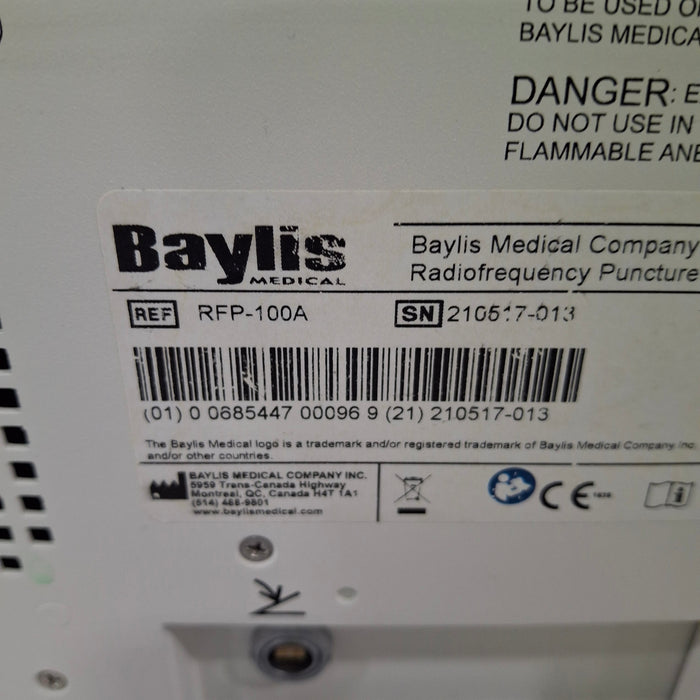 TO BE USED
BAYLIS MEDICA
DANGER: E
DO NOT USE IN
FLAMMABLE ANE
Baylis
MEDICAL
Baylis Medical Company
Radiofrequency Puncture
REF RFP-100A
SN 210517-013
(01) 0 0685447 00096 9 (21) 210517-013
The Baylis Medical logo is a trademark and/or registered trademark of Baylis Medical Company Inc.
and/or other countries.
BAYLIS MEDICAL COMPANY INC.
5959 Trans-Canada Highway
Montreal, QC, Canada H4T 1A1
(514) 488-9801
www.baylismedical.com
CE